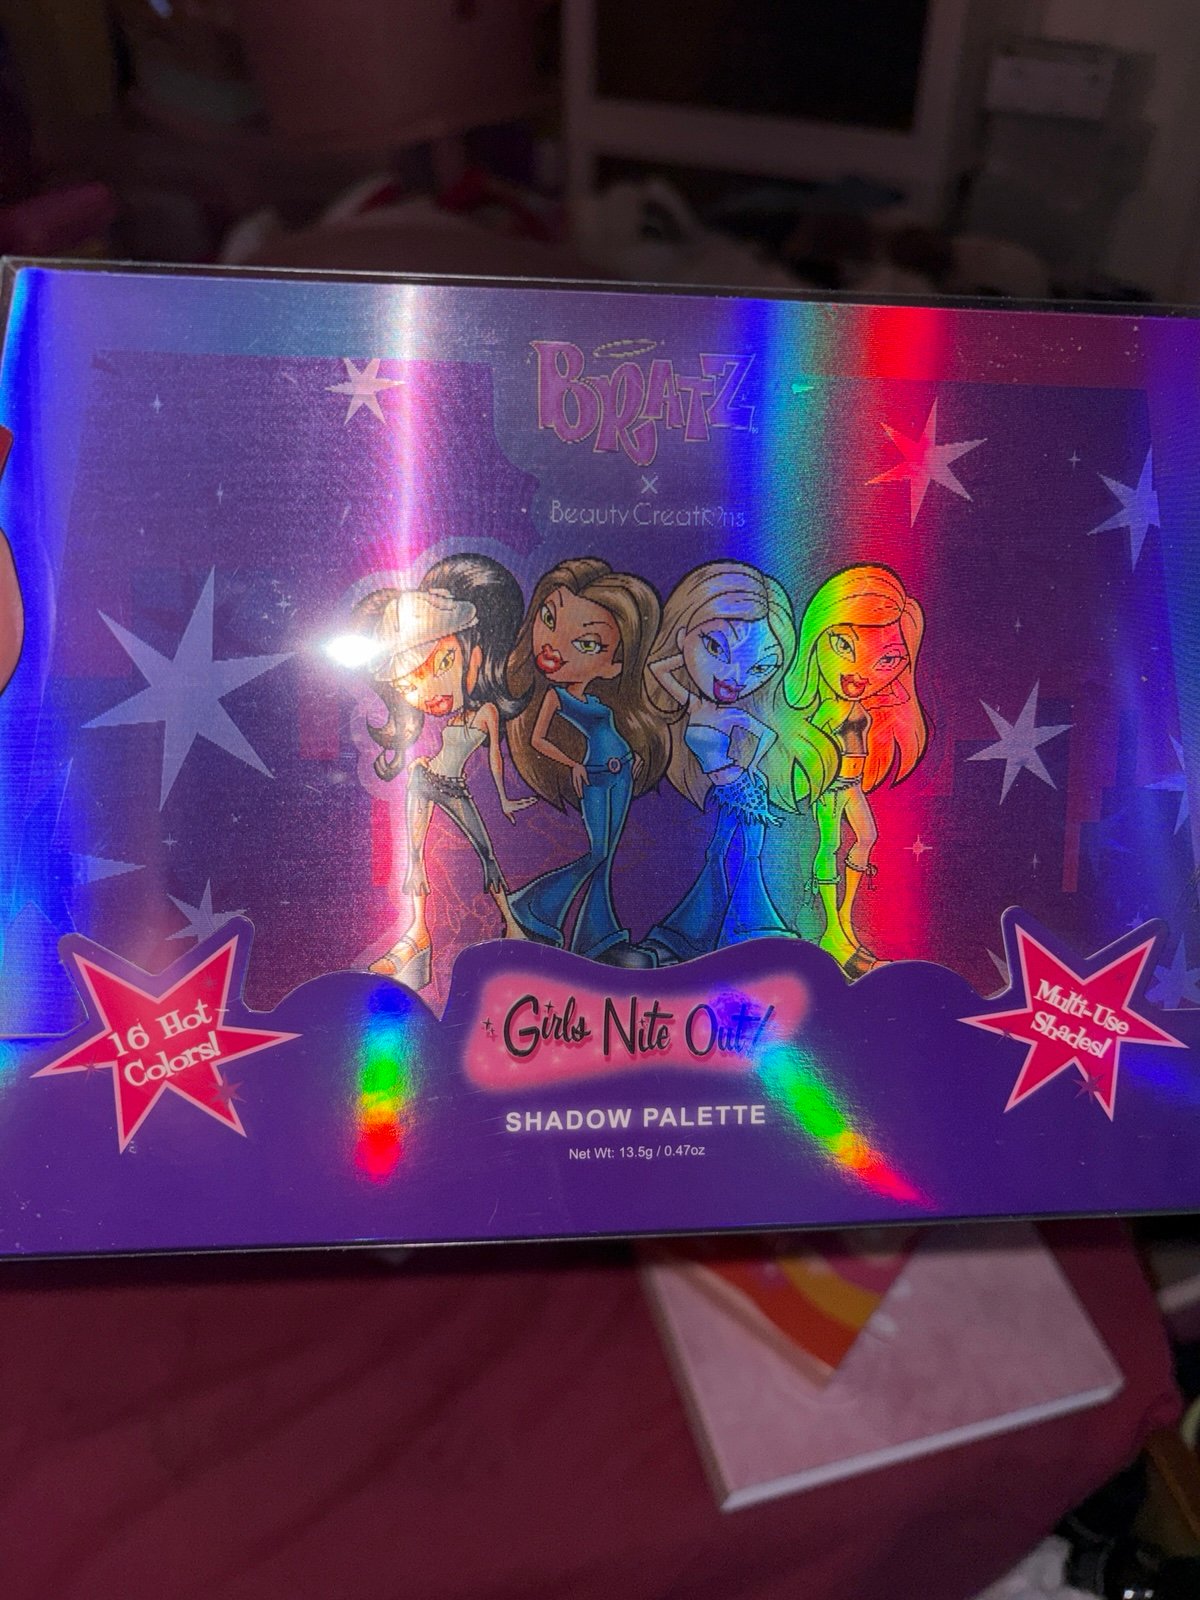 BRATZ
x
Beauty Creations
Girls Nite Out!
16 Hot
Colors!
Multi-Use
Shades!
SHADOW PALETTE
Net Wt: 13.5g / 0.47oz